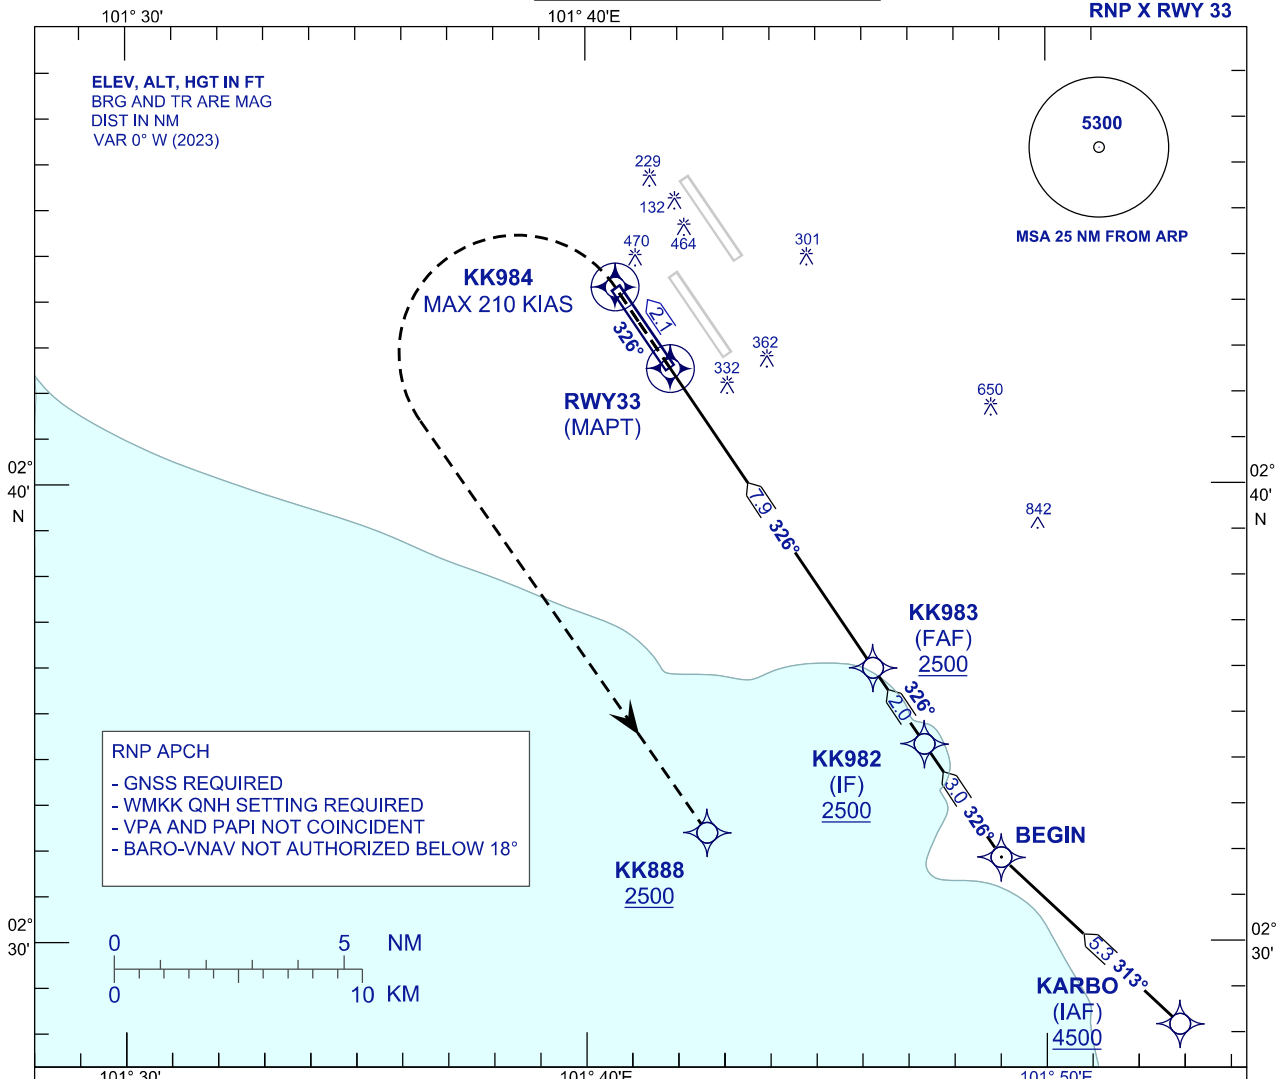 RNP X RWY 33
101° 30'
101° 40'E
ELEV, ALT, HGT IN FT
BRG AND TR ARE MAG
DIST IN NM
VAR 0° W (2023)
5300
MSA 25 NM FROM ARP
229
132
464
470
301
KK984
MAX 210 KIAS
2.1
326°
362
332
RWY33
(MAPT)
650
02°
40'
N
02°
40'
N
7.9 326°
842
KK983
(FAF)
2500
326°
2.0
KK982
(IF)
2500
3.0 326°
BEGIN
RNP APCH
- GNSS REQUIRED
- WMKK QNH SETTING REQUIRED
- VPA AND PAPI NOT COINCIDENT
- BARO-VNAV NOT AUTHORIZED BELOW 18°
KK888
2500
02°
30'
02°
30'
0 5 NM
0 10 KM
5.3 313°
KARBO
(IAF)
4500
101° 30'
101° 40'E
101° 50'E